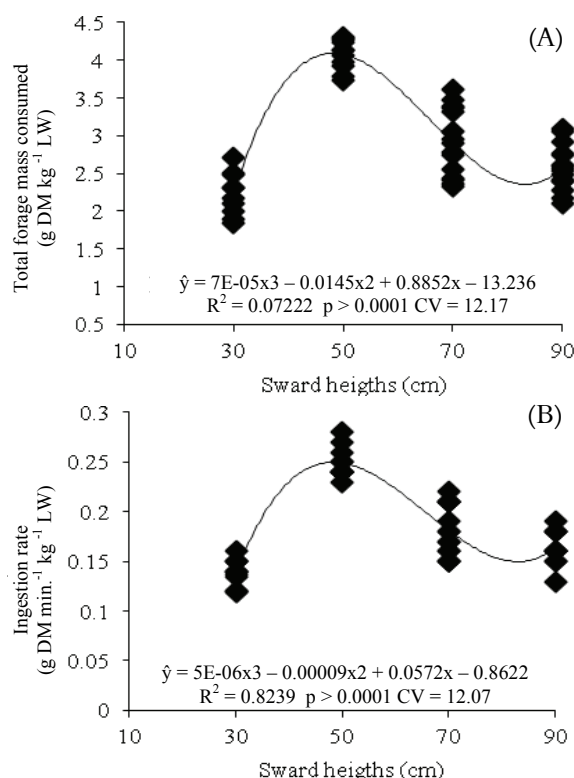 (A)
Total forage mass consumed
(g DM kg⁻¹ LW)
4.5
4
3.5
3
2.5
2
1.5
1
0.5
ŷ = 7E-05x3 – 0.0145x2 + 0.8852x – 13.236
R² = 0.07222 p > 0.0001 CV = 12.17
10 30 50 70 90
Sward heigths (cm)
(B)
Ingestion rate
(g DM min.⁻¹ kg⁻¹ LW)
0.3
0.25
0.2
0.15
0.1
0.05
0
ŷ = 5E-06x3 – 0.00009x2 + 0.0572x – 0.8622
R² = 0.8239 p > 0.0001 CV = 12.07
10 30 50 70 90
Sward heigths (cm)